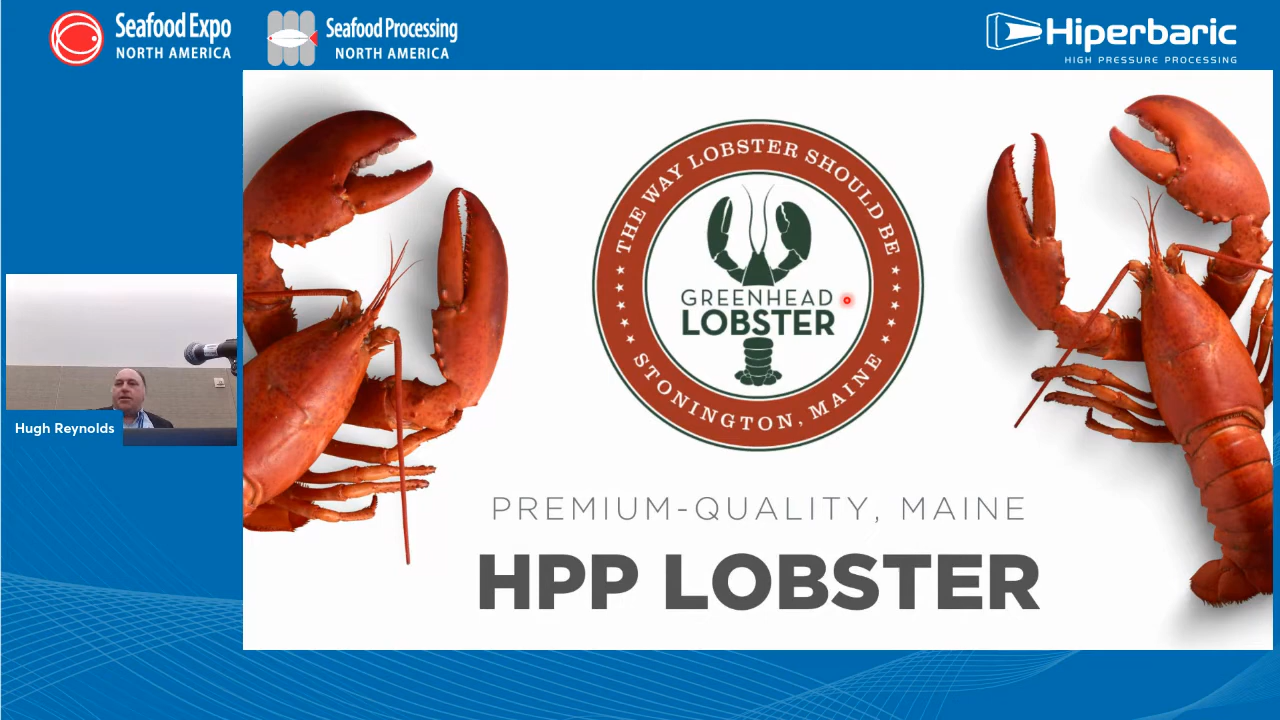 Seafood Expo
NORTH AMERICA
Seafood Processing
NORTH AMERICA
Hiperbaric
HIGH PRESSURE PROCESSING
THE WAY LOBSTER SHOULD BE
GREENHEAD
LOBSTER
STONINGTON, MAINE
Hugh Reynolds
PREMIUM-QUALITY, MAINE
HPP LOBSTER